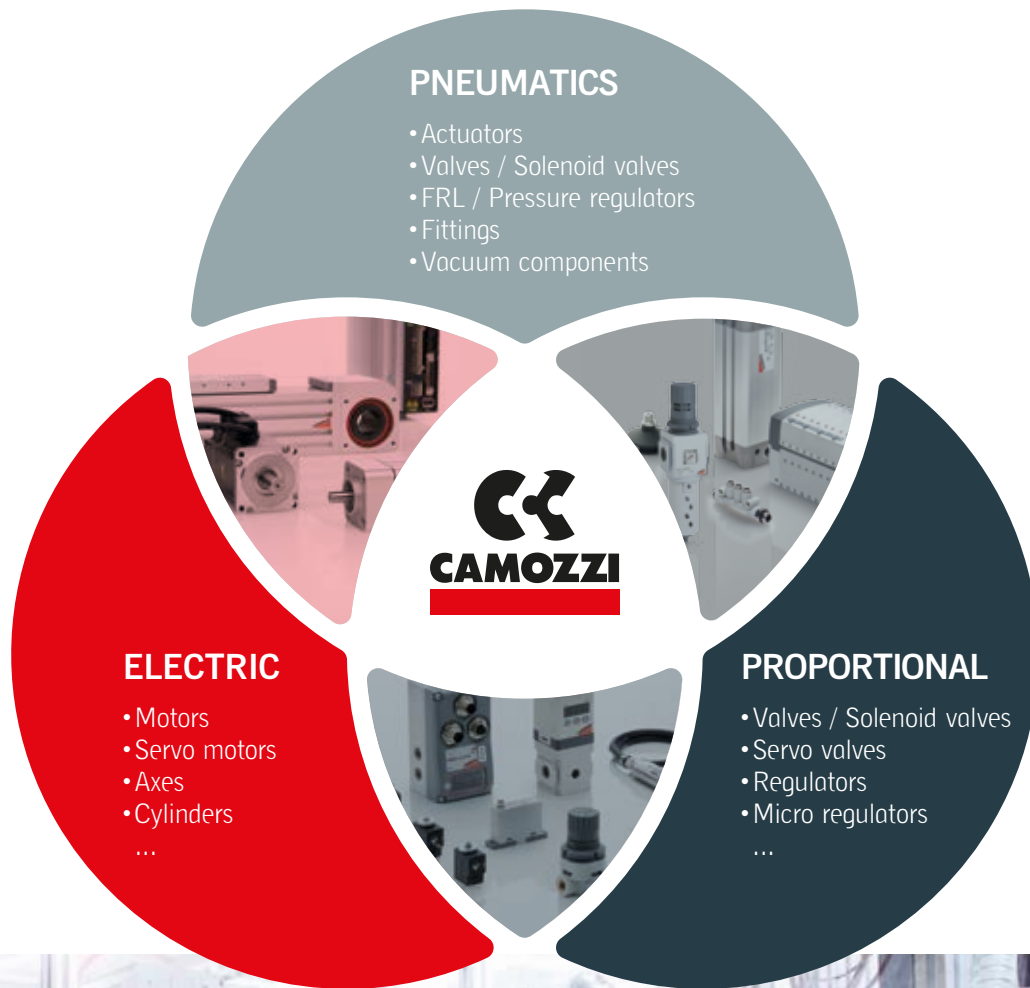 PNEUMATICS
• Actuators
• Valves / Solenoid valves
• FRL / Pressure regulators
• Fittings
• Vacuum components
CAMOZZI
ELECTRIC
• Motors
• Servo motors
• Axes
• Cylinders
...
PROPORTIONAL
• Valves / Solenoid valves
• Servo valves
• Regulators
• Micro regulators
...